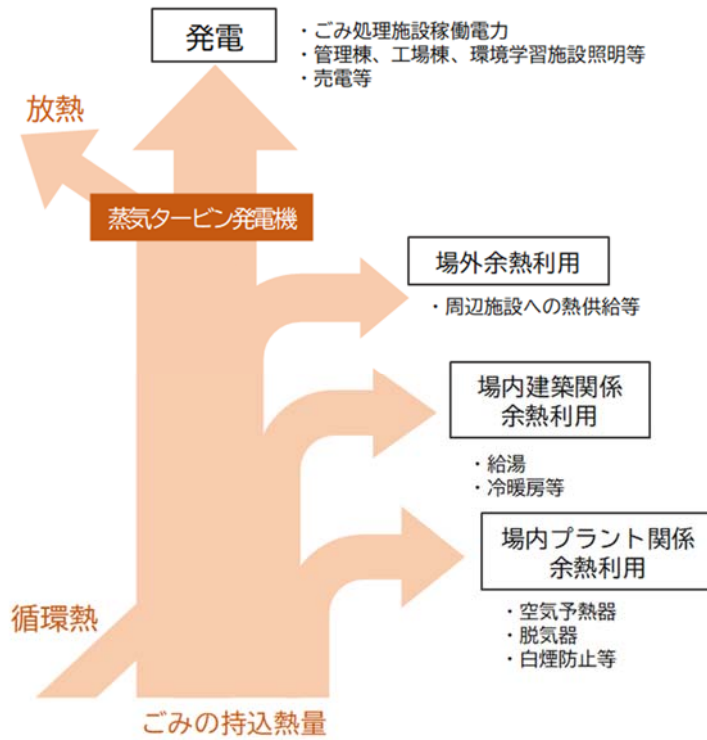 発電
・ごみ処理施設稼働電力
・管理棟、工場棟、環境学習施設照明等
・売電等
放熱
蒸気タービン発電機
場外余熱利用
・周辺施設への熱供給等
場内建築関係
余熱利用
・給湯
・冷暖房等
場内プラント関係
余熱利用
・空気予熱器
・脱気器
・白煙防止等
循環熱
ごみの持込熱量